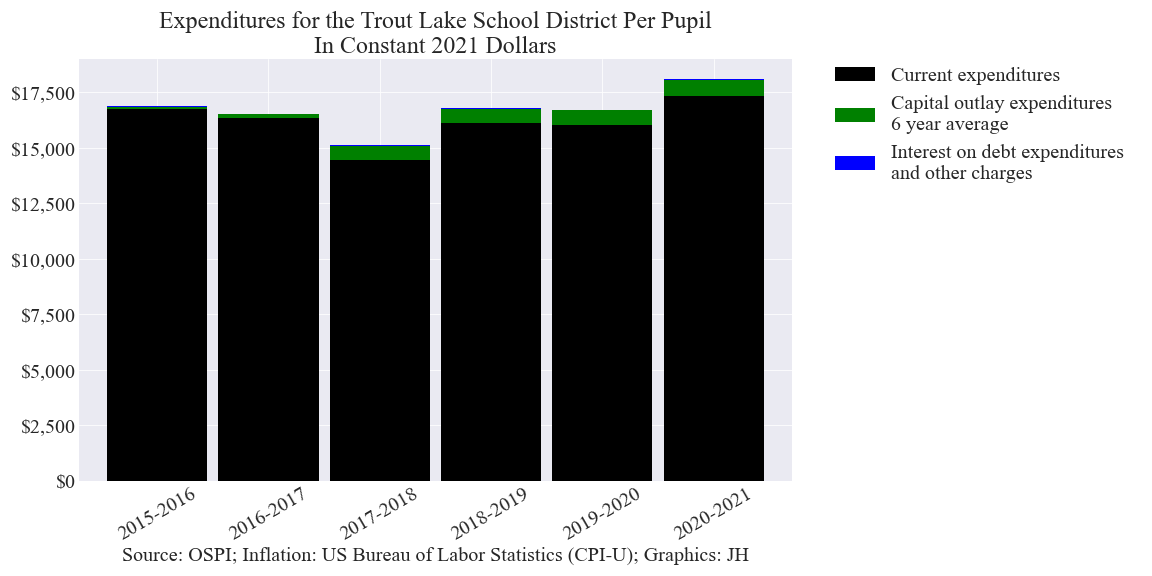 Expenditures for the Trout Lake School District Per Pupil
In Constant 2021 Dollars
$17,500
$15,000
$12,500
$10,000
$7,500
$5,000
$2,500
$0
2015-2016
2016-2017
2017-2018
2018-2019
2019-2020
2020-2021
Source: OSPI; Inflation: US Bureau of Labor Statistics (CPI-U); Graphics: JH
Current expenditures
Capital outlay expenditures
6 year average
Interest on debt expenditures
and other charges